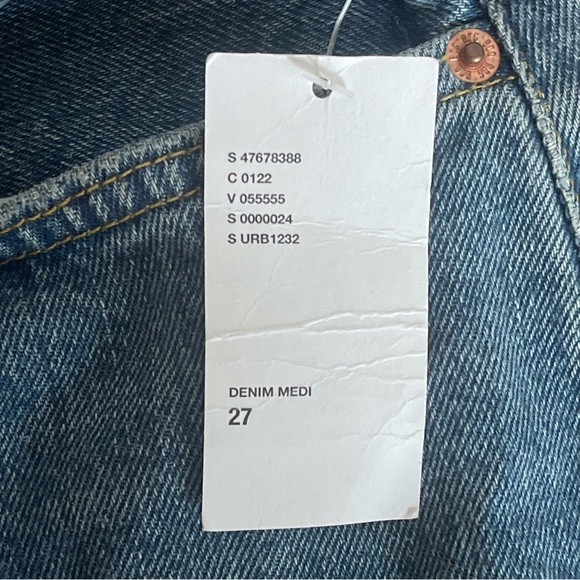 S 47678388
C 0122
V 055555
S 0000024
S URB1232
DENIM MEDI
27